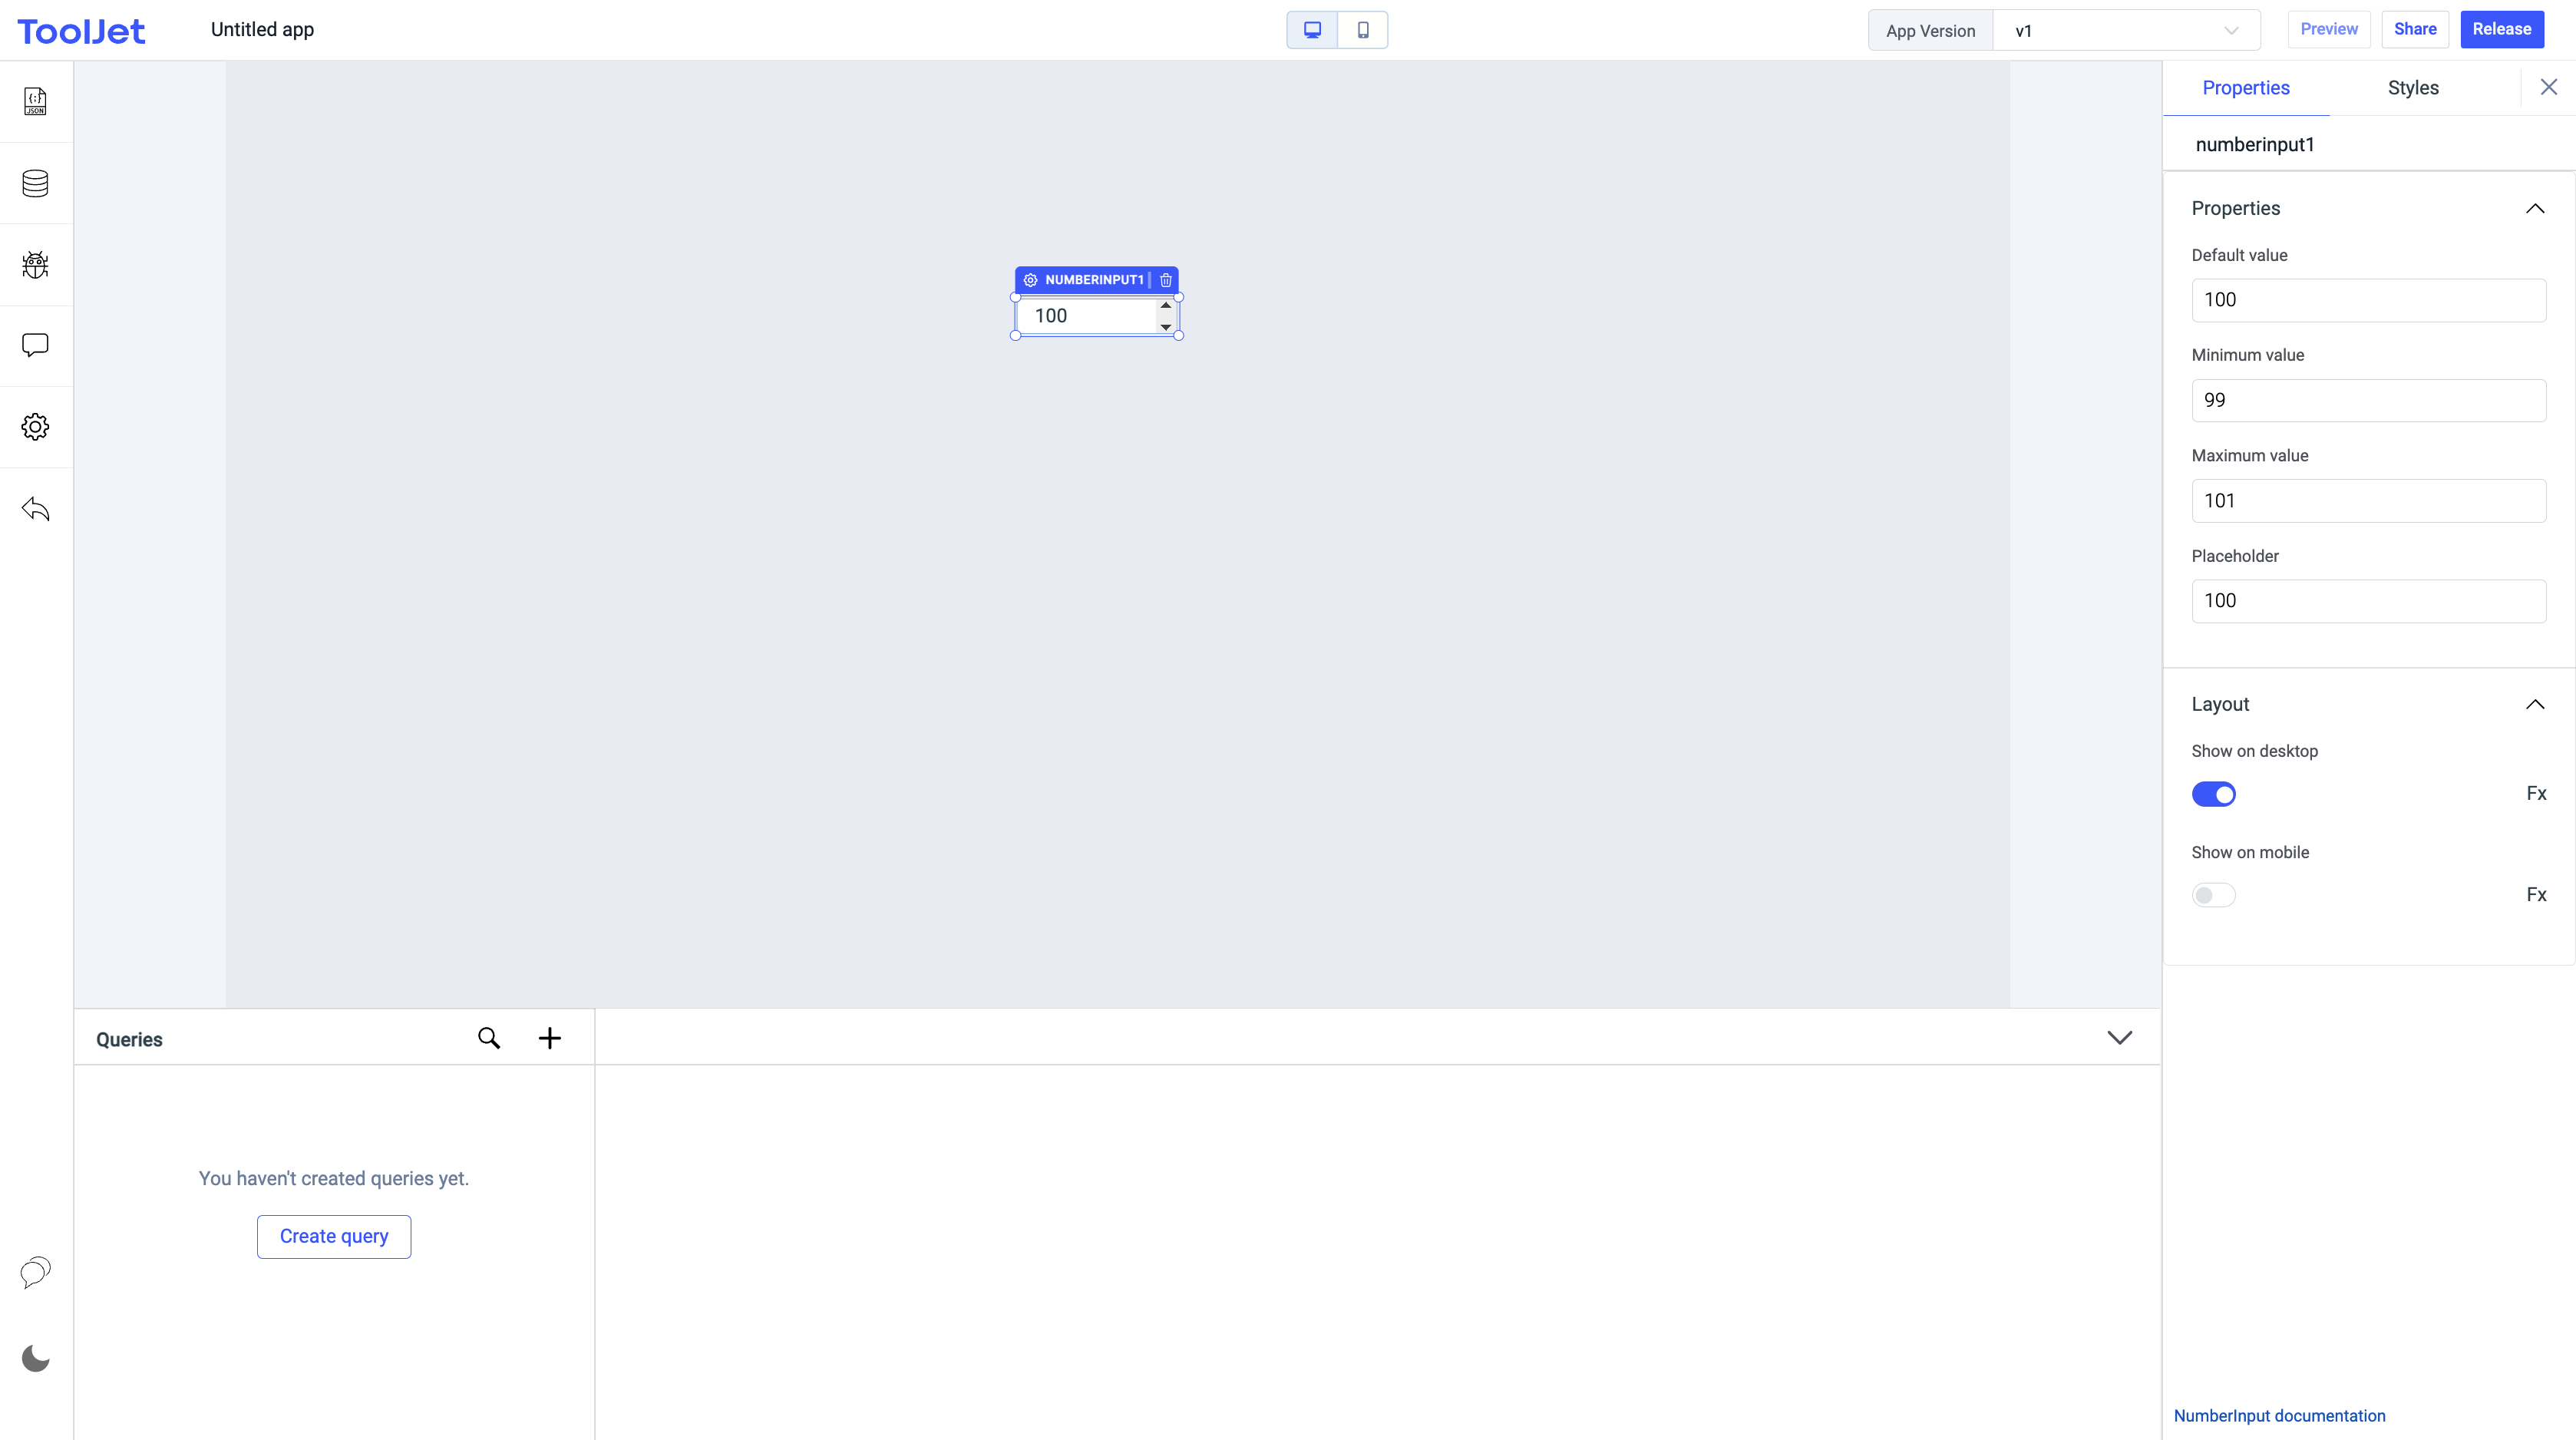 ToolJet
Untitled app
App Version
v1
Preview
Share
Release
JSON
Properties
Styles
numberinput1
Properties
Default value
100
Minimum value
99
Maximum value
101
Placeholder
100
Layout
Show on desktop
Fx
Show on mobile
Fx
NUMBERINPUT1
100
Queries
You haven't created queries yet.
Create query
NumberInput documentation